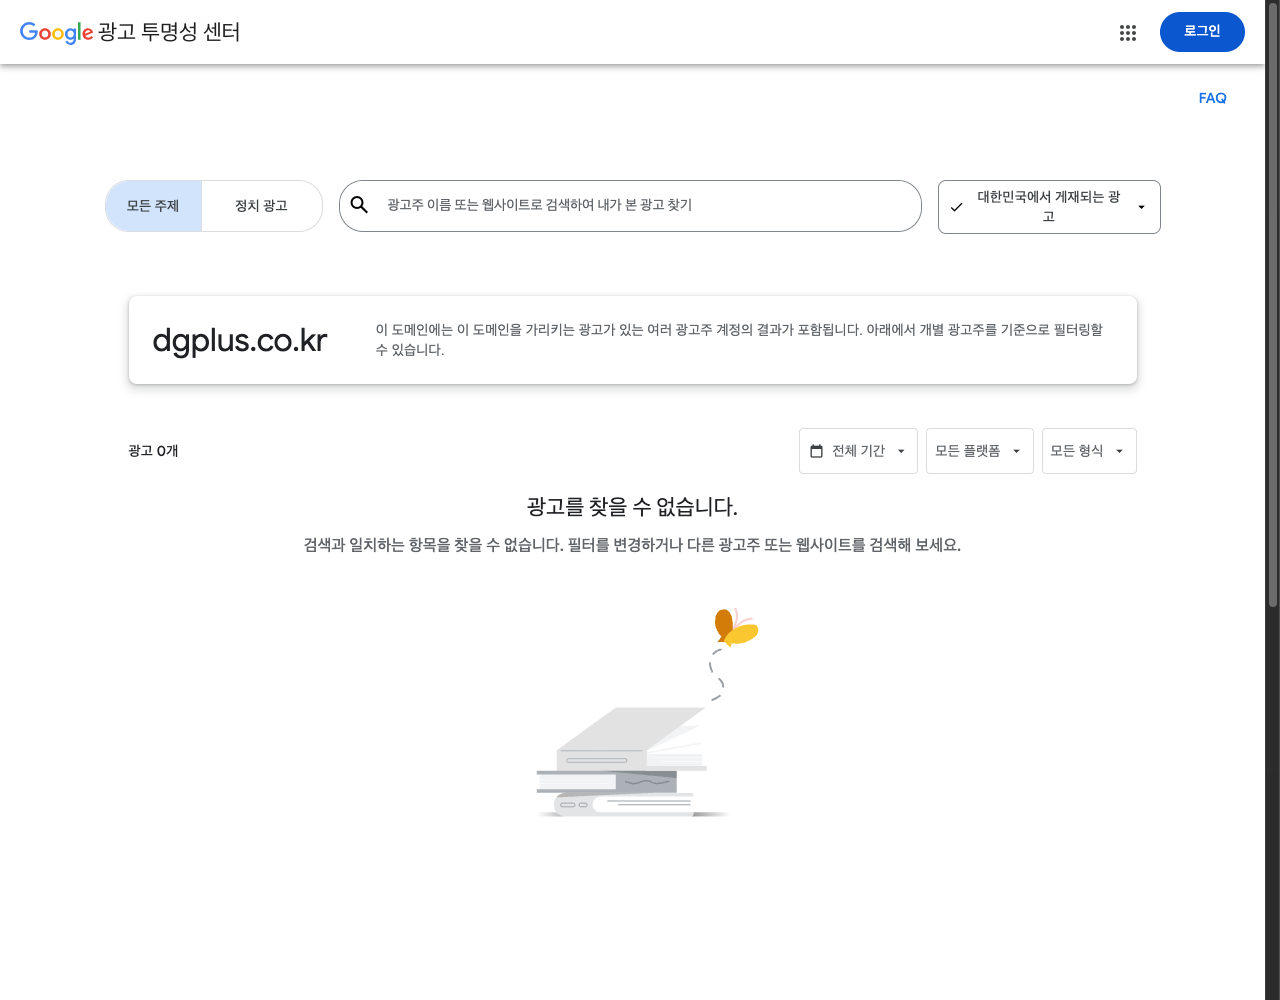 Google 광고 투명성 센터
로그인
FAQ
모든 주제
정치 광고
광고주 이름 또는 웹사이트로 검색하여 내가 본 광고 찾기
대한민국에서 게재되는 광
고
dgplus.co.kr
이 도메인에는 이 도메인을 가리키는 광고가 있는 여러 광고주 계정의 결과가 포함됩니다. 아래에서 개별 광고주를 기준으로 필터링할
수 있습니다.
광고 0개
전체 기간
모든 플랫폼
모든 형식
광고를 찾을 수 없습니다.
검색과 일치하는 항목을 찾을 수 없습니다. 필터를 변경하거나 다른 광고주 또는 웹사이트를 검색해 보세요.